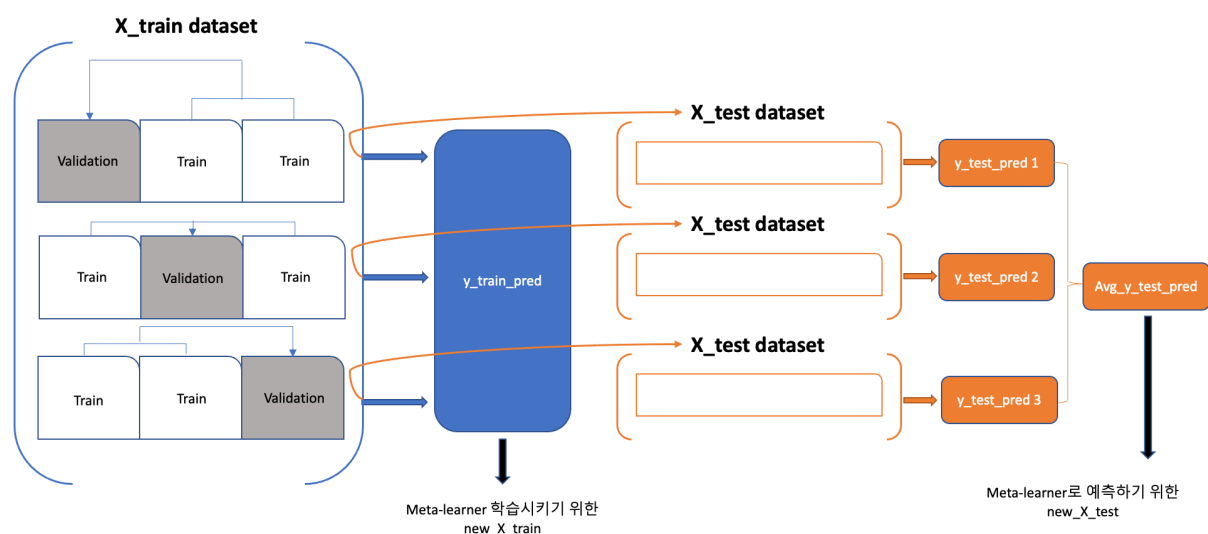 X_train dataset
Validation
Train
Train
Train
Validation
Train
Train
Train
Validation
y_train_pred
Meta-learner 학습시키기 위한
new_X_train
X_test dataset
y_test_pred 1
X_test dataset
y_test_pred 2
X_test dataset
y_test_pred 3
Avg_y_test_pred
Meta-learner로 예측하기 위한
new_X_test